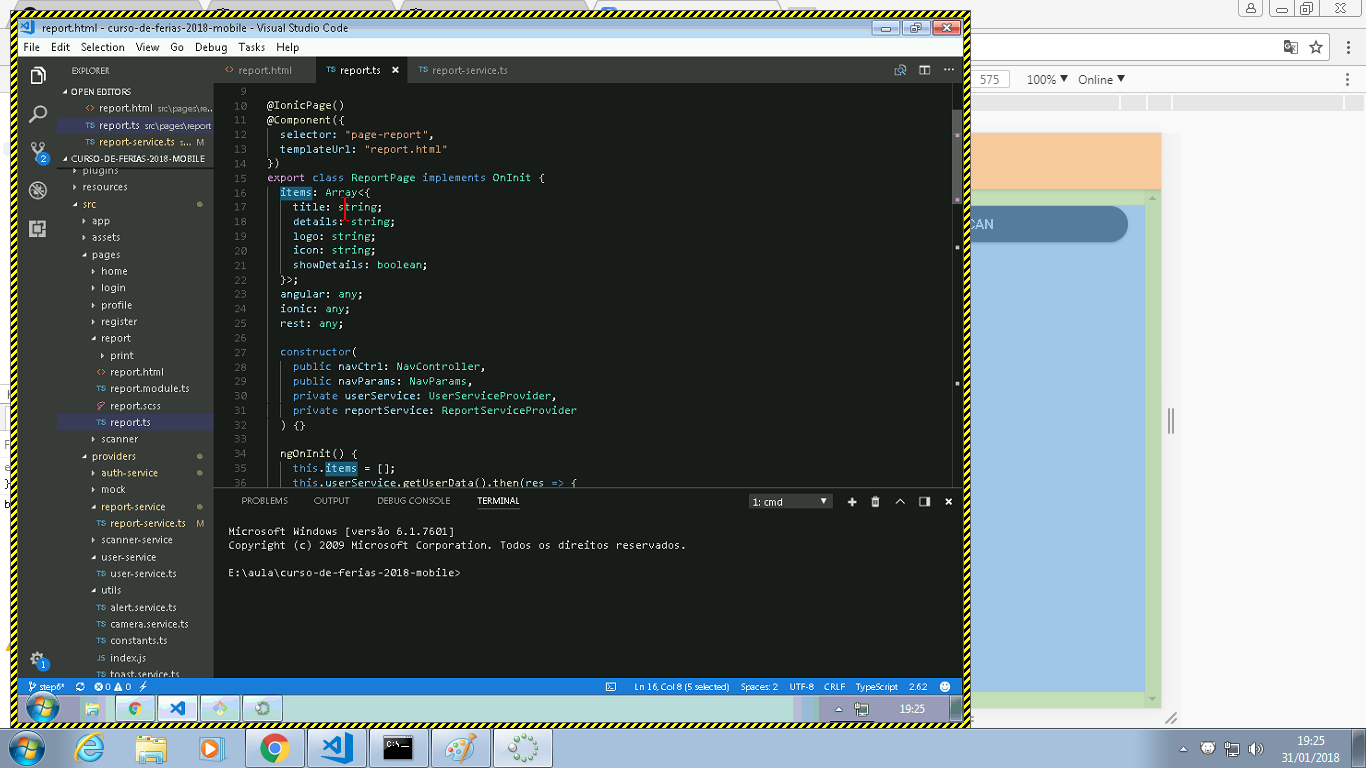 report.html - curso-de-ferias-2018-mobile - Visual Studio Code
File Edit Selection View Go Debug Tasks Help
EXPLORER
report.html
report.ts
report-service.ts
575
100%
Online
OPEN EDITORS
report.html src\pages\re...
report.ts src\pages\report
report-service.ts s... M
2
CURSO-DE-FERIAS-2018-MOBILE
plugins
resources
src
app
assets
pages
home
login
profile
register
report
print
report.html
report.module.ts
report.scss
report.ts
scanner
providers
auth-service
mock
report-service
report-service.ts M
scanner-service
user-service
user-service.ts
utils
alert.service.ts
camera.service.ts
constants.ts
index.js
toast.service.ts
1
9
10 @IonicPage()
11 @Component({
12 selector: "page-report",
13 templateUrl: "report.html"
14 })
15 export class ReportPage implements OnInit {
16 items: Array<{
17 title: string;
18 details: string;
19 logo: string;
20 icon: string;
21 showDetails: boolean;
22 }>;
23 angular: any;
24 ionic: any;
25 rest: any;
26
27 constructor(
28 public navCtrl: NavController,
29 public navParams: NavParams,
30 private userService: UserServiceProvider,
31 private reportService: ReportServiceProvider
32 ) {}
33
34 ngOnInit() {
35 this.items = [];
36 this.userService.getUserData().then(res => {
CAN
PROBLEMS OUTPUT DEBUG CONSOLE TERMINAL
1: cmd
Microsoft Windows [versão 6.1.7601]
Copyright (c) 2009 Microsoft Corporation. Todos os direitos reservados.
E:\aula\curso-de-ferias-2018-mobile>
step6* 0 0
Ln 16, Col 8 (5 selected) Spaces: 2 UTF-8 CRLF TypeScript 2.6.2
19:25
19:25
31/01/2018